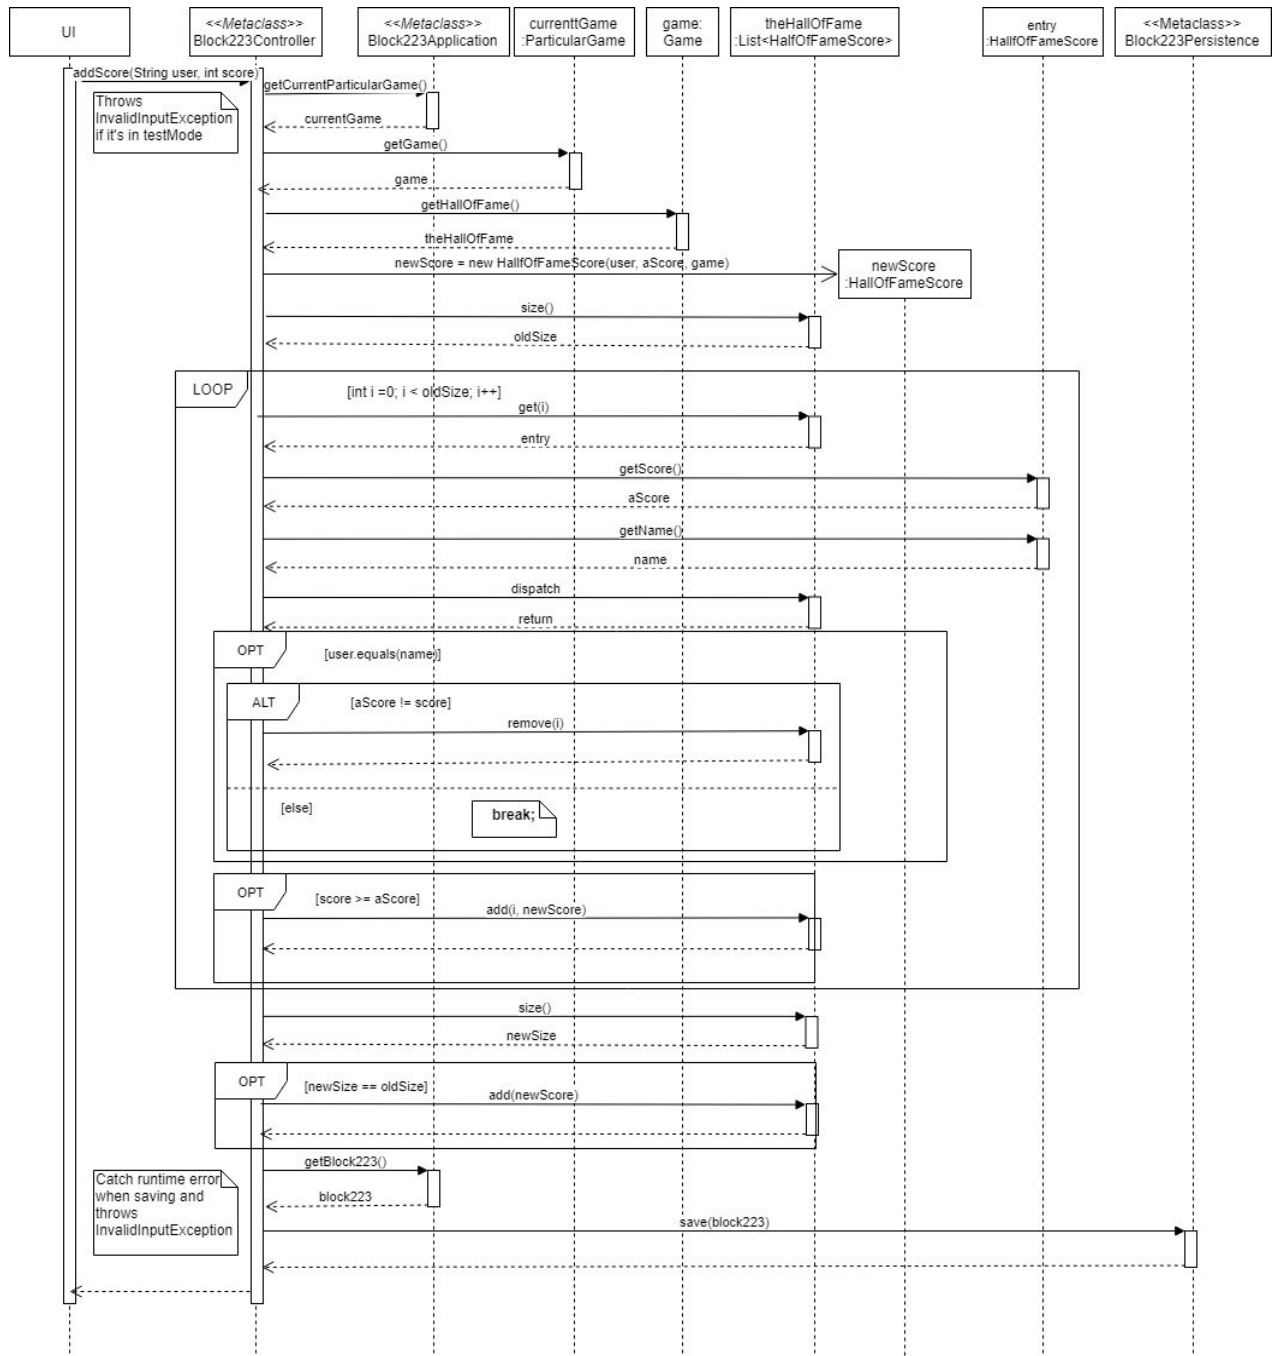 UI
<<Metaclass>>
Block223Controller
<<Metaclass>>
Block223Application
currenttGame
:ParticularGame
game:
Game
theHallOfFame
:List<HalfOfFameScore>
entry
:HallfOfFameScore
<<Metaclass>>
Block223Persistence
addScore(String user, int score)
getCurrentParticularGame()
Throws
InvalidInputException
if it's in testMode
currentGame
getGame()
game
getHallOfFame()
theHallOfFame
newScore = new HallfOfFameScore(user, aScore, game)
newScore
:HallOfFameScore
size()
oldSize
LOOP
[int i =0; i < oldSize; i++]
get(i)
entry
getScore()
aScore
getName()
name
dispatch
return
OPT
[user.equals(name)]
ALT
[aScore != score]
remove(i)
[else]
break;
OPT
[score >= aScore]
add(i, newScore)
size()
newSize
OPT
[newSize == oldSize]
add(newScore)
getBlock223()
Catch runtime error
when saving and
throws
InvalidInputException
block223
save(block223)